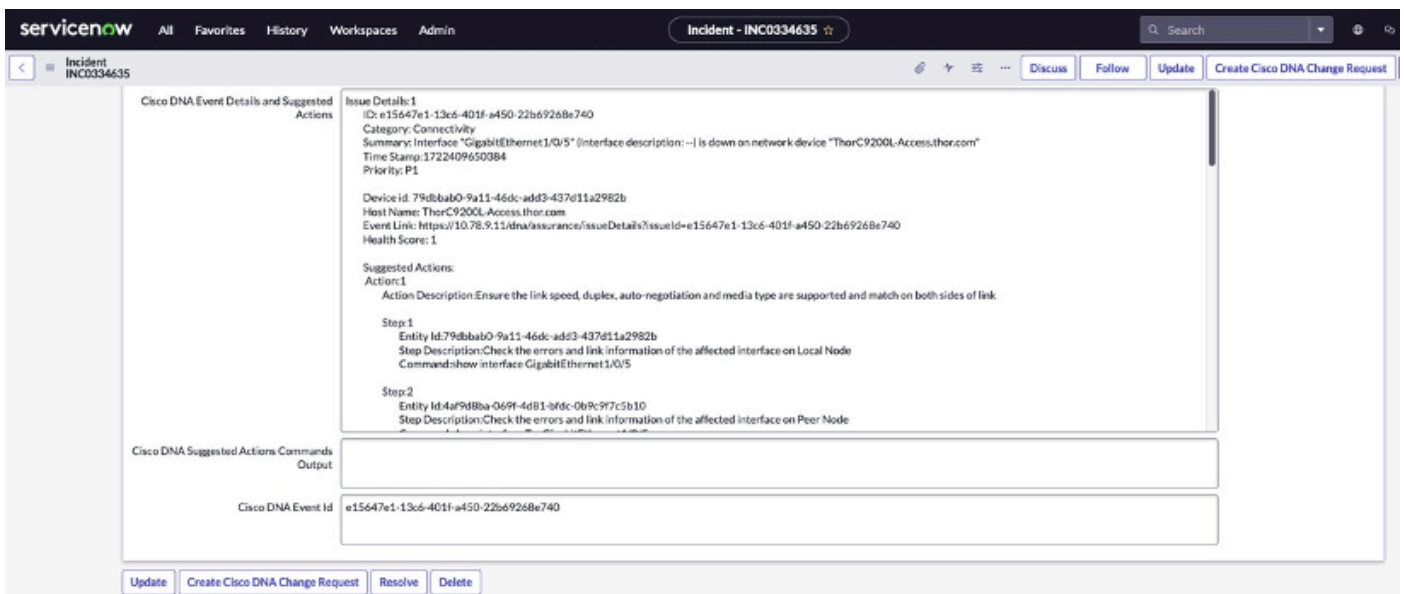 servicenow All Favorites History Workspaces Admin Incident - INC0334635 Search
Incident
INC0334635
Discuss Follow Update Create Cisco DNA Change Request
Cisco DNA Event Details and Suggested
Actions
Issue Details:1
ID: e15647e1-13c6-401f-a450-22b69268e740
Category: Connectivity
Summary: Interface "GigabitEthernet1/0/5" (Interface description: --) is down on network device "ThorC9200L-Access.thor.com"
Time Stamp:1722409650384
Priority: P1
Device id: 79dbbab0-9a11-46dc-add3-437d11a2982b
Host Name: ThorC9200L-Access.thor.com
Event Link: https://10.78.9.11/dna/assurance/issueDetails?issueId=e15647e1-13c6-401f-a450-22b69268e740
Health Score: 1
Suggested Actions:
Action:1
Action Description:Ensure the link speed, duplex, auto-negotiation and media type are supported and match on both sides of link
Step:1
Entity Id:79dbbab0-9a11-46dc-add3-437d11a2982b
Step Description:Check the errors and link information of the affected interface on Local Node
Command:show interface GigabitEthernet1/0/5
Step:2
Entity Id:4af9d8ba-069f-4d81-bfdc-0b9c9f7c5b10
Step Description:Check the errors and link information of the affected interface on Peer Node
Cisco DNA Suggested Actions Commands
Output
Cisco DNA Event Id
e15647e1-13c6-401f-a450-22b69268e740
Update Create Cisco DNA Change Request Resolve Delete